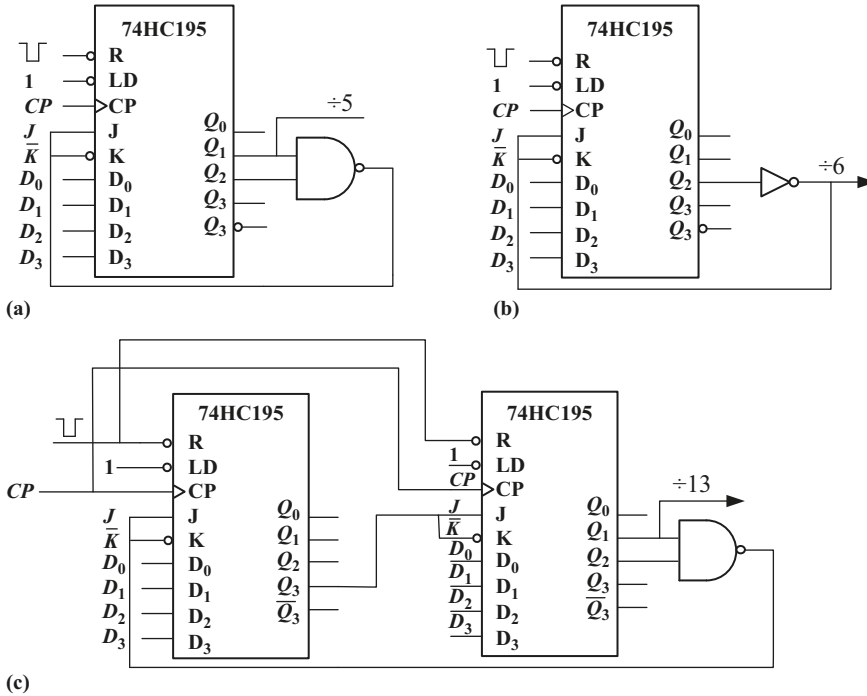 74HC195
R
1
LD
CP
CP
J
J
K̅
K
D0
D0
D1
D1
D2
D2
D3
D3
Q0
Q1
Q2
Q3
Q3
÷5
(a)
74HC195
R
1
LD
CP
CP
J
J
K̅
K
D0
D0
D1
D1
D2
D2
D3
D3
Q0
Q1
Q2
Q3
Q3
÷6
(b)
74HC195
R
1
LD
CP
CP
J
J
K̅
K
D0
D0
D1
D1
D2
D2
D3
D3
Q0
Q1
Q2
Q3
Q̅3
74HC195
R
1
LD
CP
CP
J
J
K̅
K
D0
D0
D1
D1
D2
D2
D3
D3
Q0
Q1
Q2
Q3
Q̅3
÷13
(c)